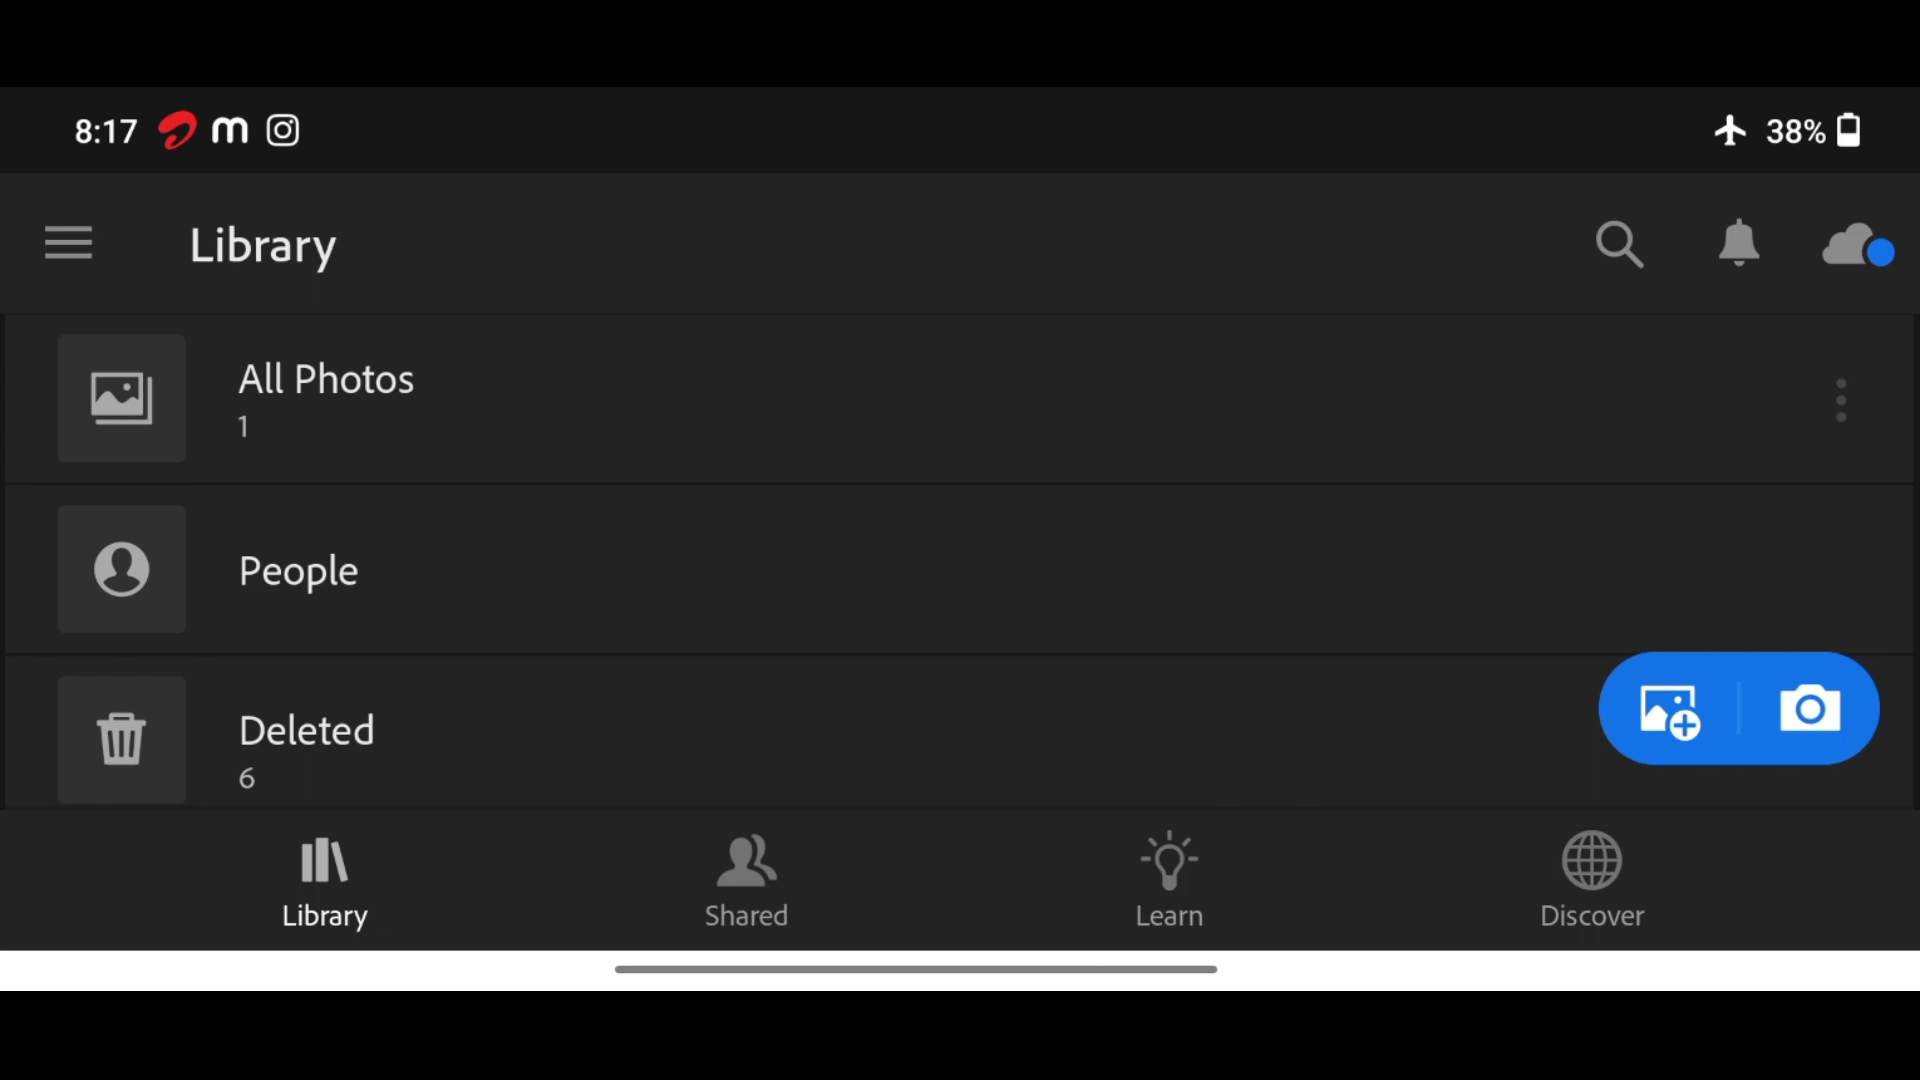 8:17 m 38%
Library
All Photos
1
People
Deleted
6
Library Shared Learn Discover